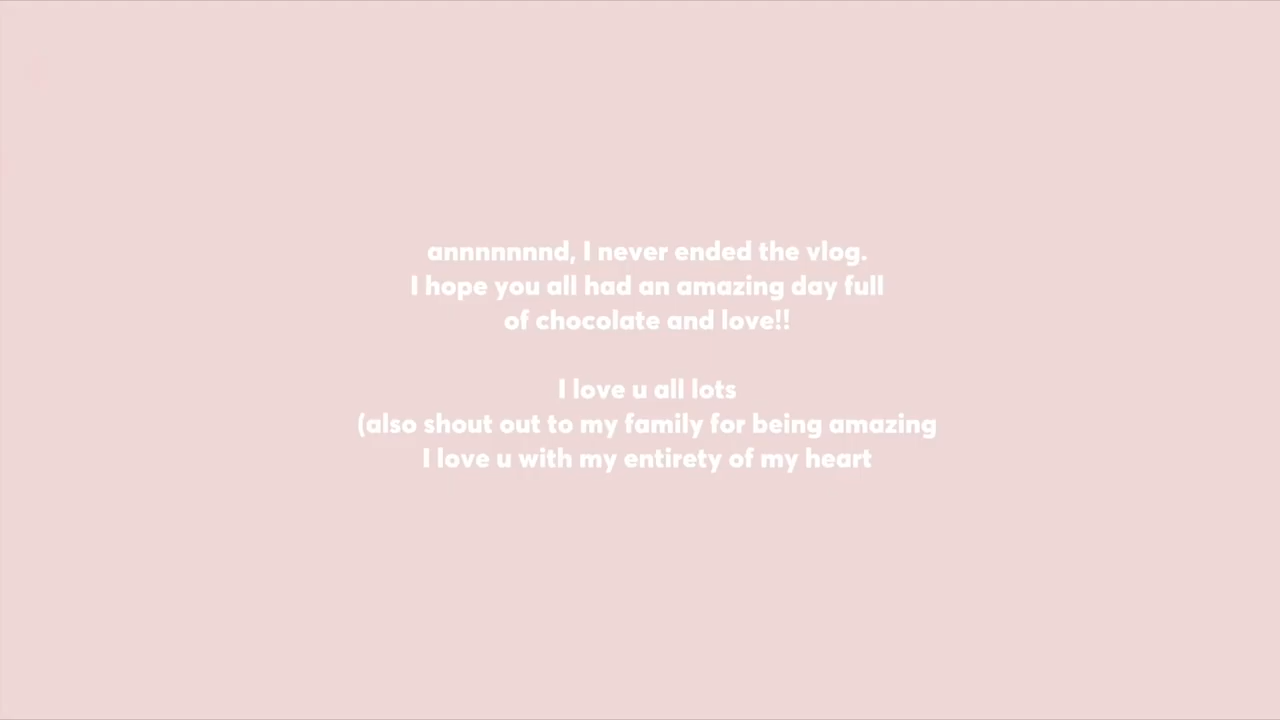 annnnnnnd, I never ended the vlog.
I hope you all had an amazing day full
of chocolate and love!!
I love u all lots
(also shout out to my family for being amazing
I love u with my entirety of my heart